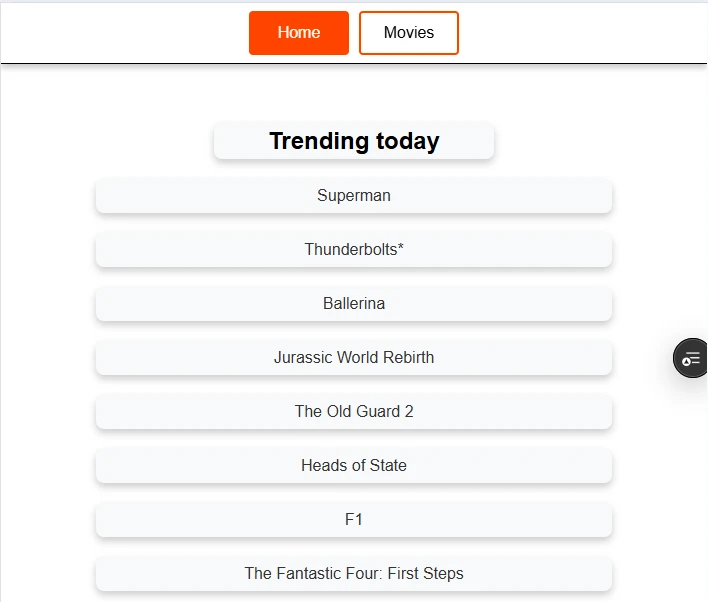 Home
Movies
Trending today
Superman
Thunderbolts*
Ballerina
Jurassic World Rebirth
The Old Guard 2
Heads of State
F1
The Fantastic Four: First Steps